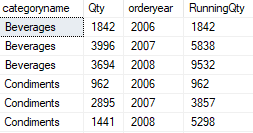 categoryname Qty orderyear RunningQty
Beverages 1842 2006 1842
Beverages 3996 2007 5838
Beverages 3694 2008 9532
Condiments 962 2006 962
Condiments 2895 2007 3857
Condiments 1441 2008 5298